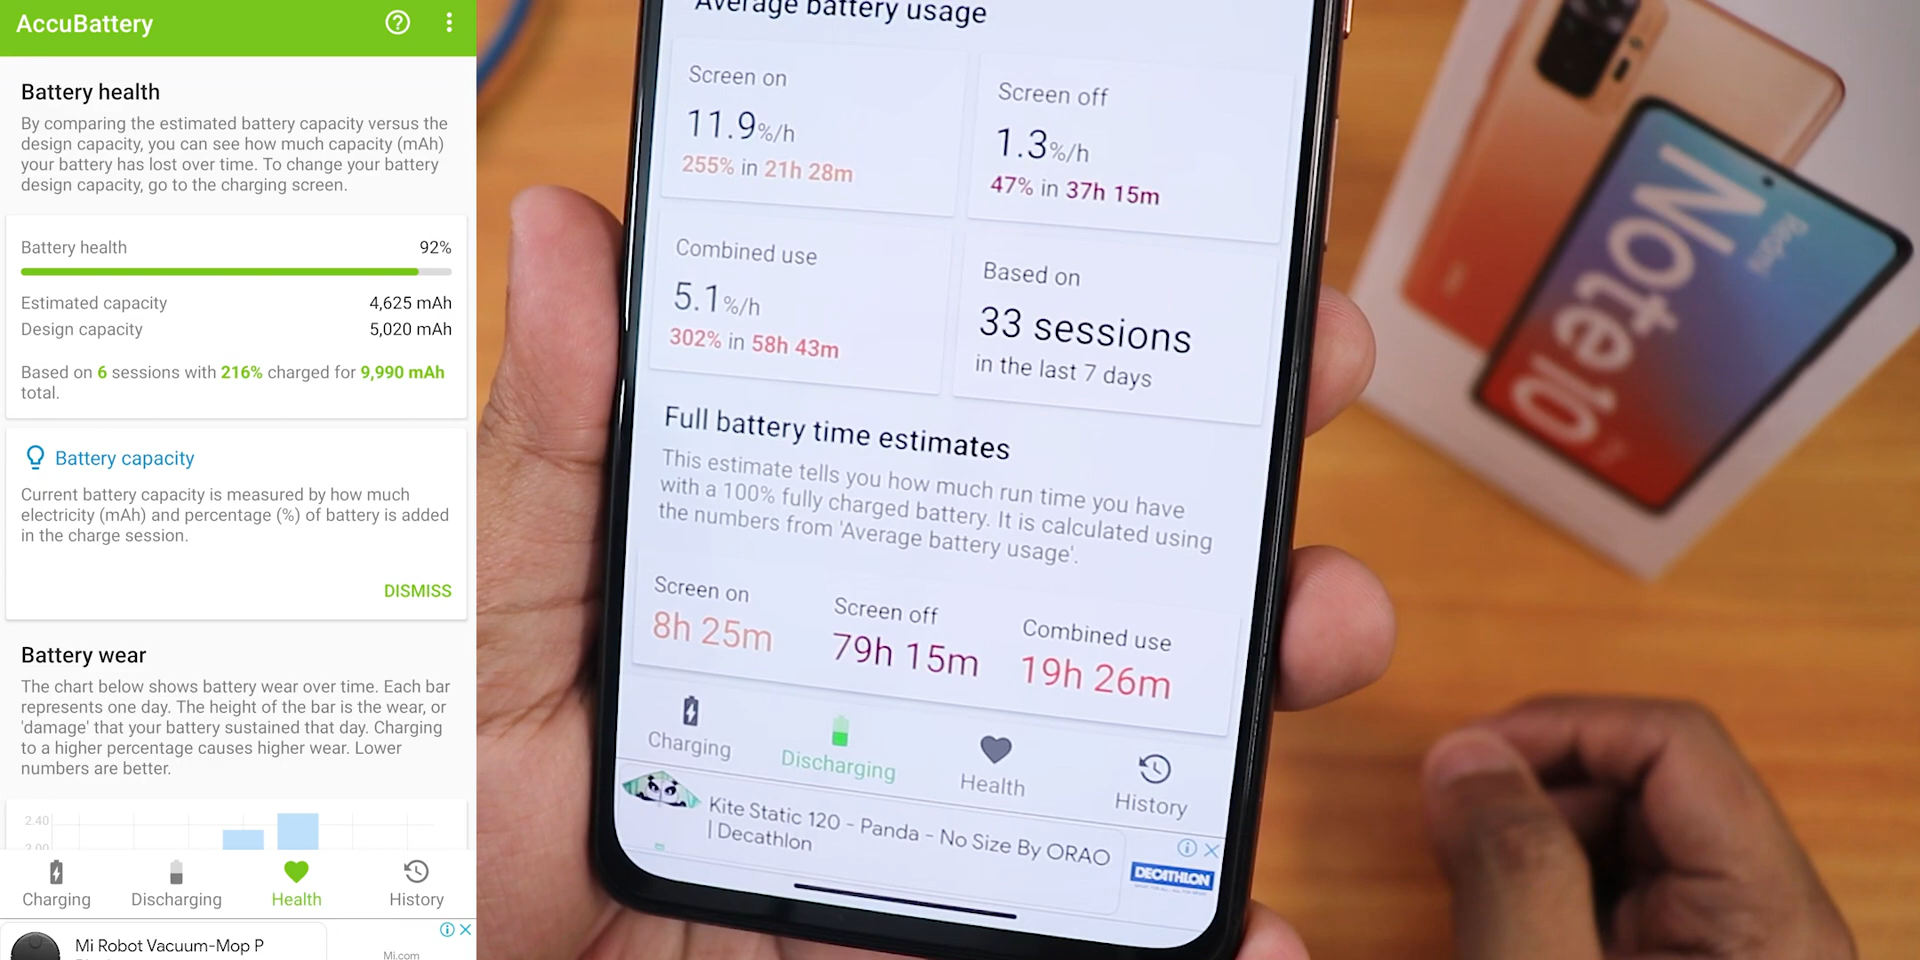 AccuBattery
Battery health
By comparing the estimated battery capacity versus the
design capacity, you can see how much capacity (mAh)
your battery has lost over time. To change your battery
design capacity, go to the charging screen.
Battery health 92%
Estimated capacity 4,625 mAh
Design capacity 5,020 mAh
Based on 6 sessions with 216% charged for 9,990 mAh
total.
Battery capacity
Current battery capacity is measured by how much
electricity (mAh) and percentage (%) of battery is added
in the charge session.
DISMISS
Battery wear
The chart below shows battery wear over time. Each bar
represents one day. The height of the bar is the wear, or
'damage' that your battery sustained that day. Charging
to a higher percentage causes higher wear. Lower
numbers are better.
2.40
2.00
Charging Discharging Health History
Mi Robot Vacuum-Mop P
Mi.com
Average battery usage
Screen on
11.9%/h
255% in 21h 28m
Screen off
1.3%/h
47% in 37h 15m
Combined use
5.1%/h
302% in 58h 43m
Based on
33 sessions
in the last 7 days
Full battery time estimates
This estimate tells you how much run time you have
with a 100% fully charged battery. It is calculated using
the numbers from 'Average battery usage'.
Screen on
8h 25m
Screen off
79h 15m
Combined use
19h 26m
Charging Discharging Health History
Kite Static 120 - Panda - No Size By ORAO
| Decathlon
DECATHLON
Redmi
Note 10